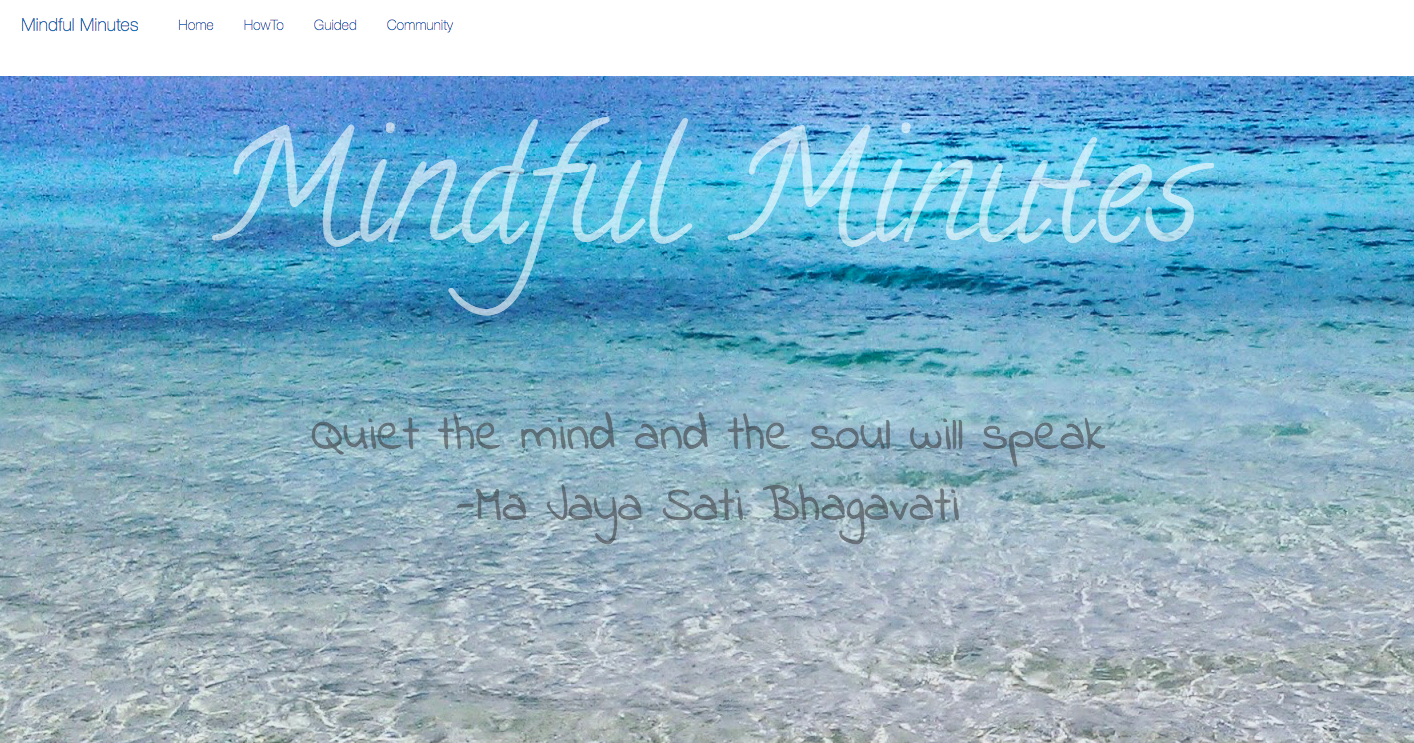 Mindful Minutes Home HowTo Guided Community
Mindful Minutes
Quiet the mind and the soul will speak
-Ma Jaya Sati Bhagavati